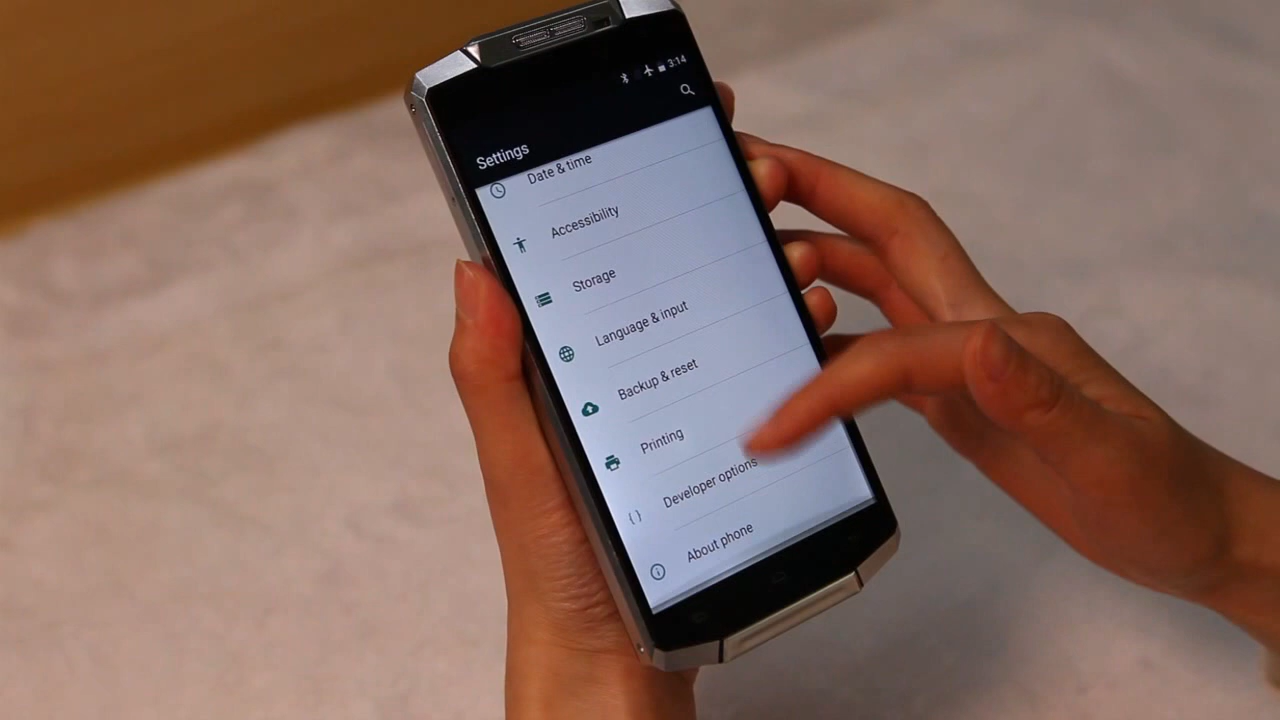 3:14
Settings
Date & time
Accessibility
Storage
Language & input
Backup & reset
Printing
Developer options
About phone